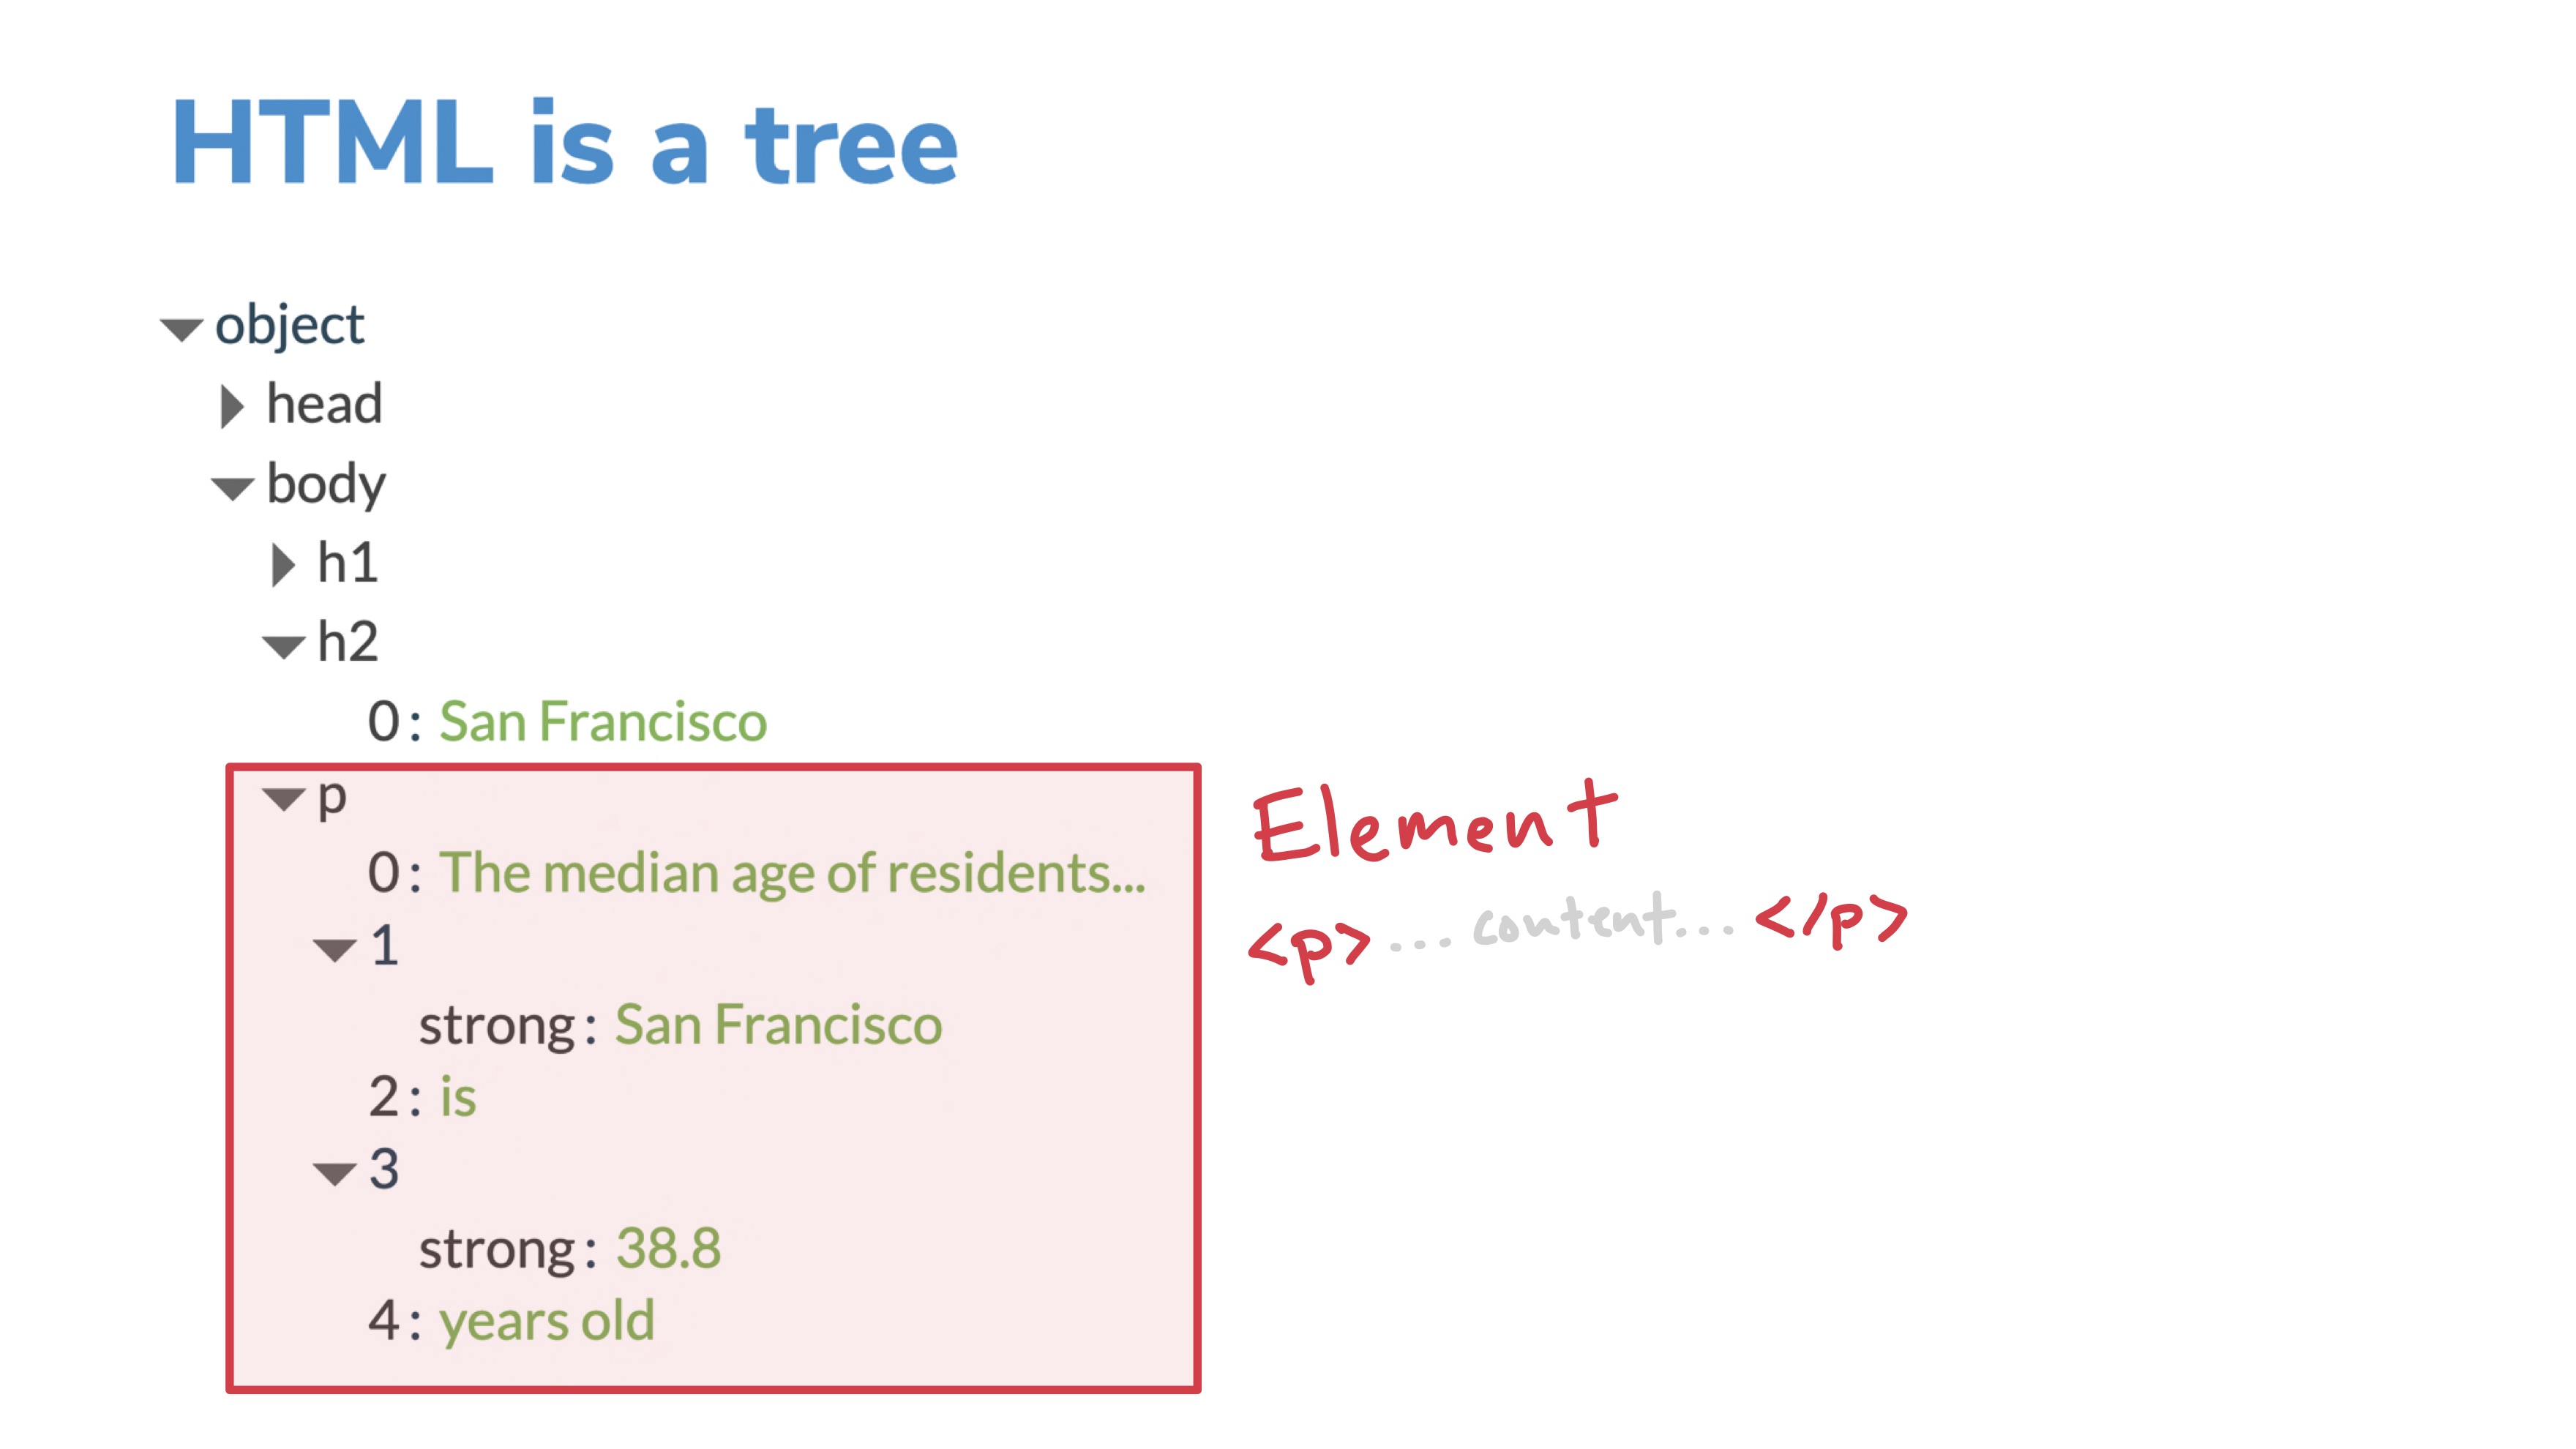 HTML is a tree
object
head
body
h1
h2
0: San Francisco
p
0: The median age of residents...
1
strong: San Francisco
2: is
3
strong: 38.8
4: years old
Element
<p>... content... </p>